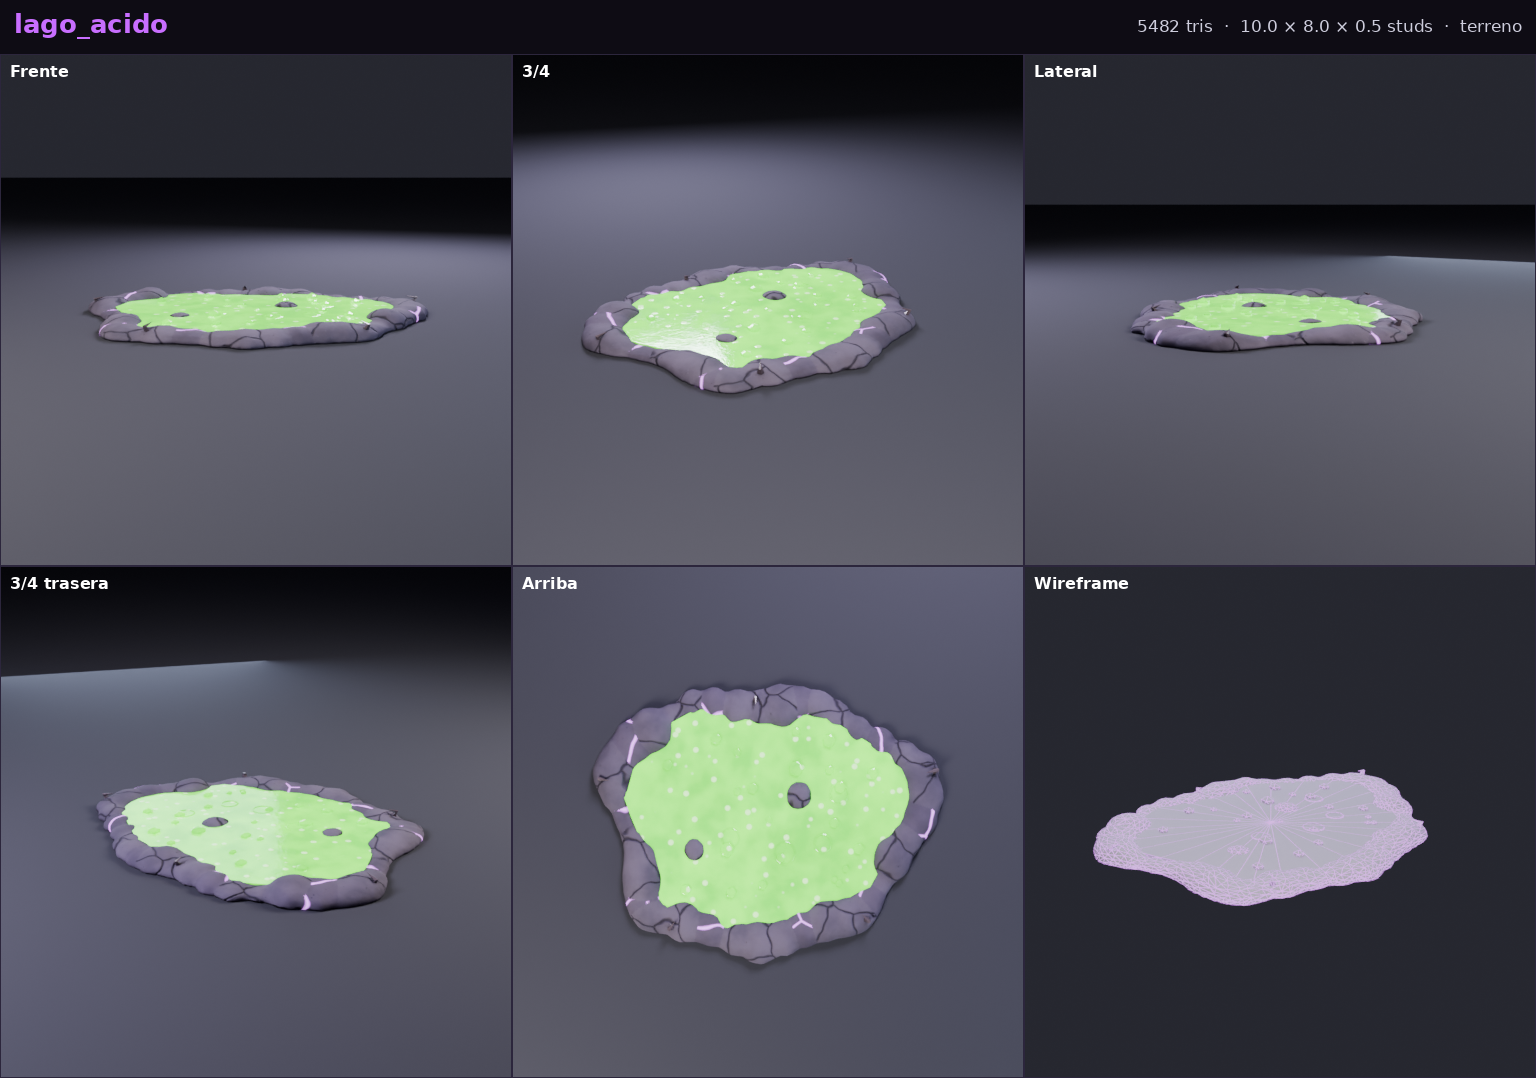 lago_acido
5482 tris · 10.0 × 8.0 × 0.5 studs · terreno
Frente
3/4
Lateral
3/4 trasera
Arriba
Wireframe